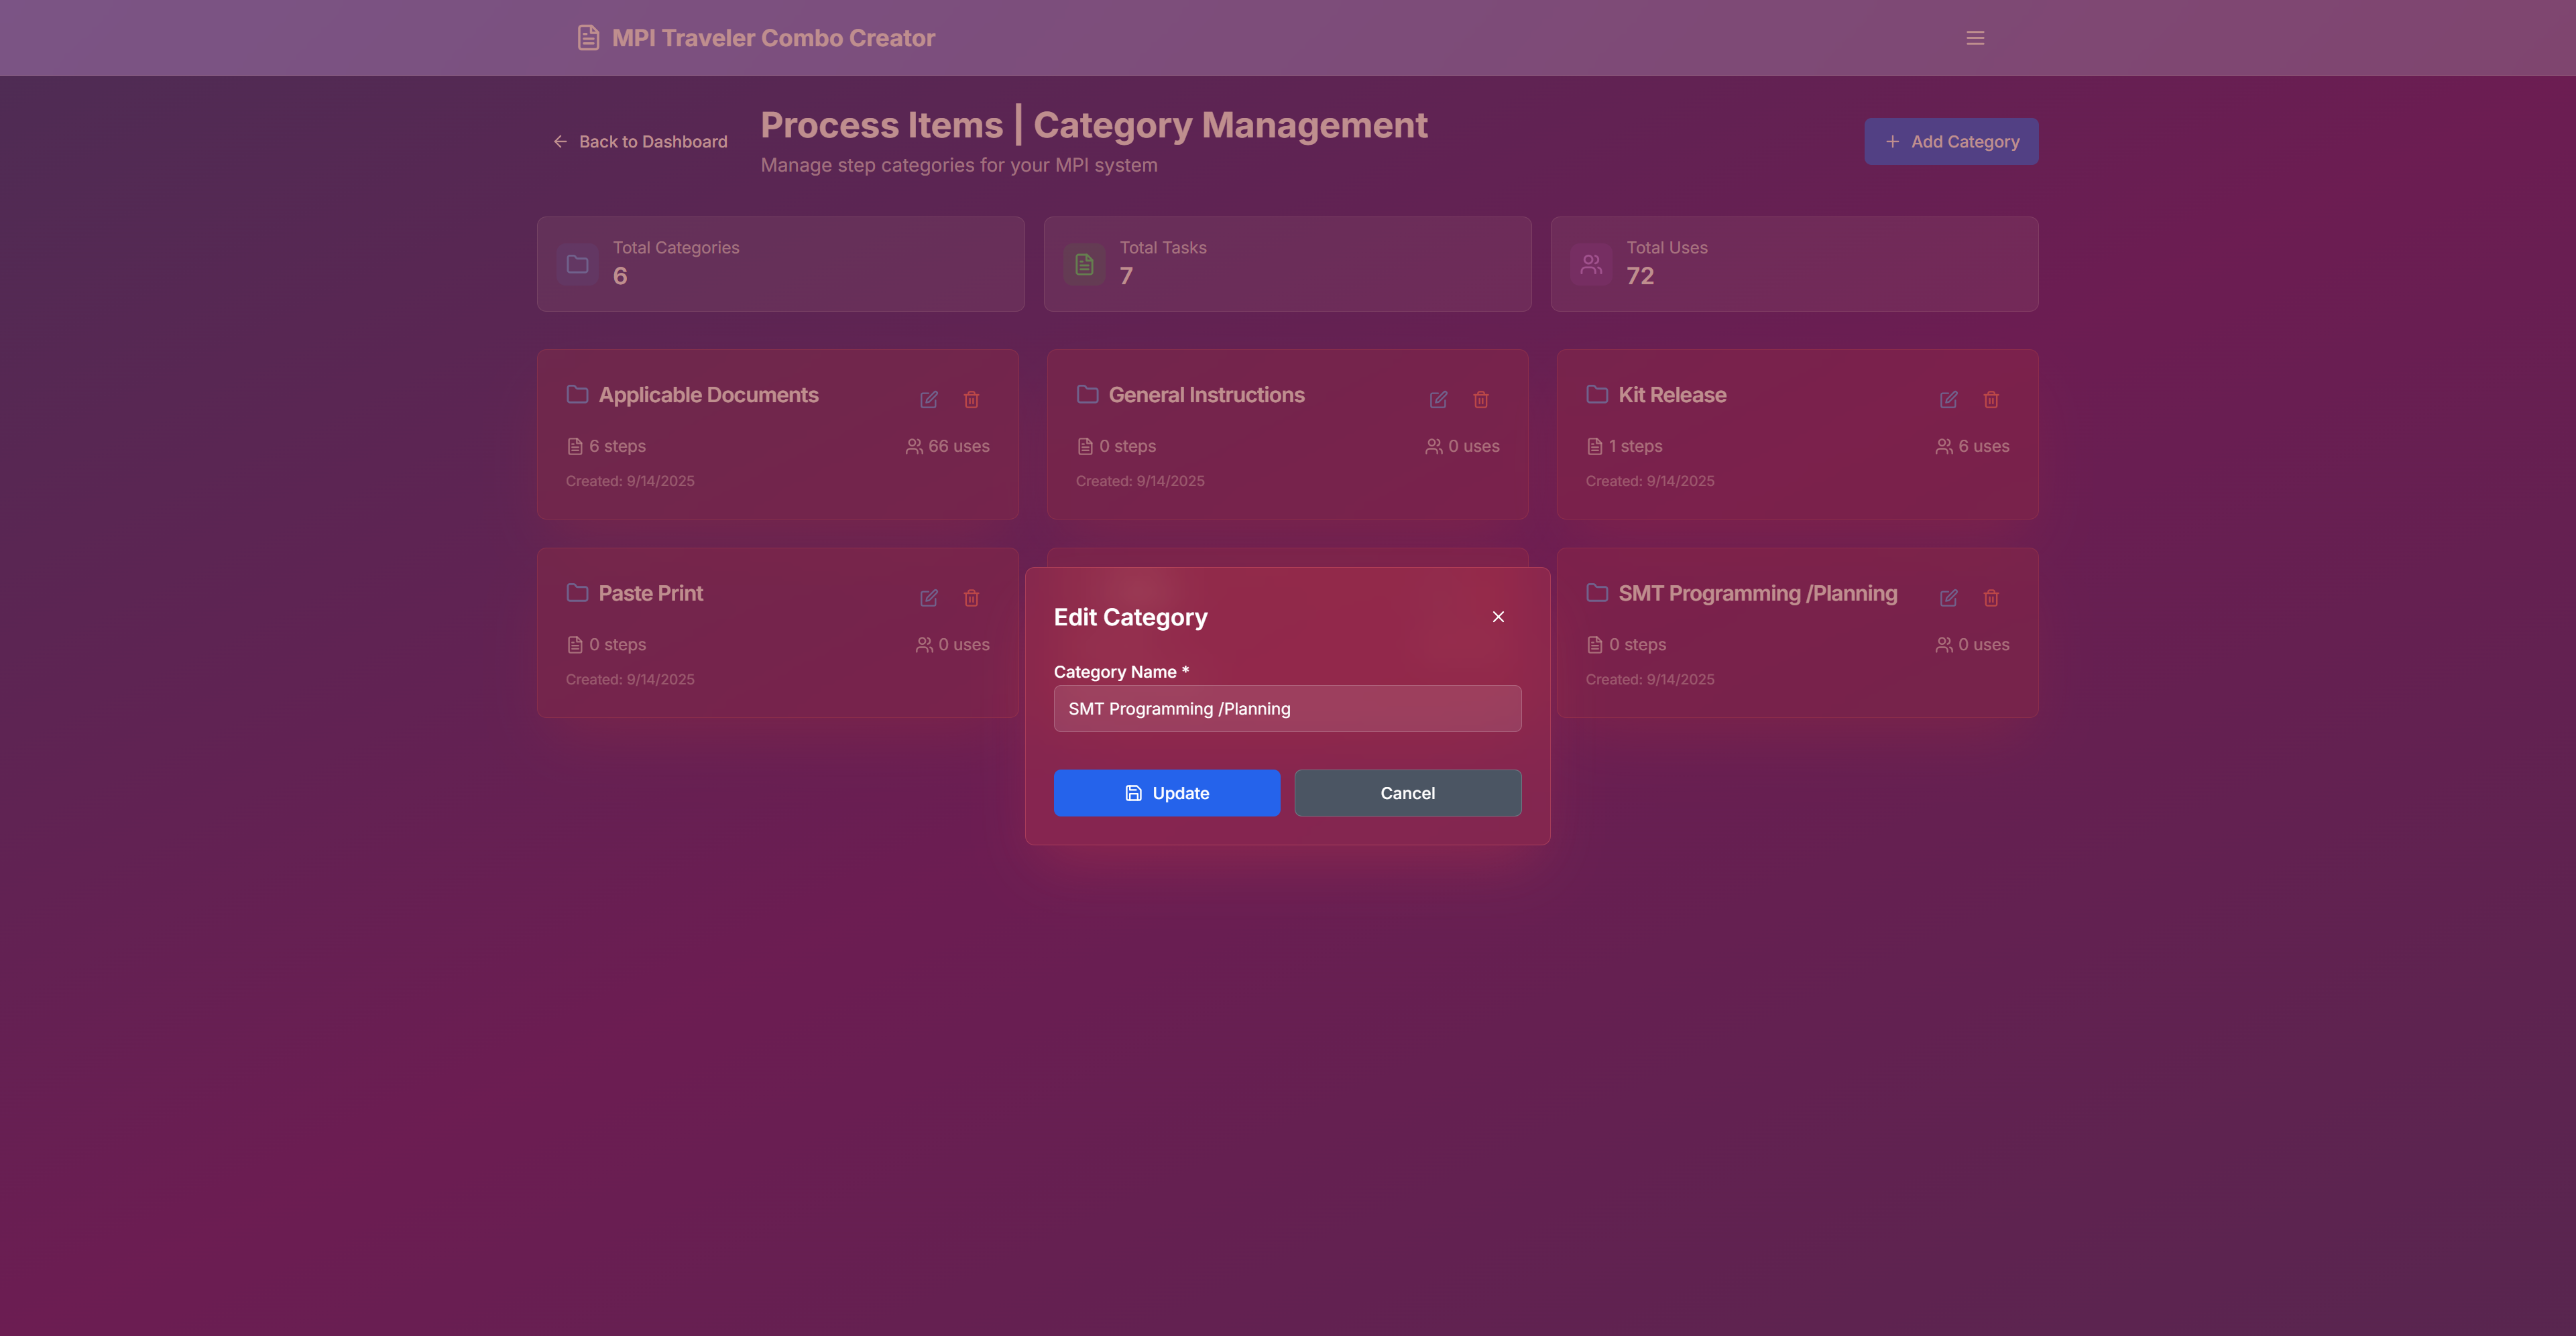 MPI Traveler Combo Creator
Back to Dashboard
Process Items | Category Management
Manage step categories for your MPI system
Add Category
Total Categories
6
Total Tasks
7
Total Uses
72
Applicable Documents
6 steps
66 uses
Created: 9/14/2025
General Instructions
0 steps
0 uses
Created: 9/14/2025
Kit Release
1 steps
6 uses
Created: 9/14/2025
Paste Print
0 steps
0 uses
Created: 9/14/2025
SMT Programming /Planning
0 steps
0 uses
Created: 9/14/2025
Edit Category
Category Name *
SMT Programming /Planning
Update
Cancel